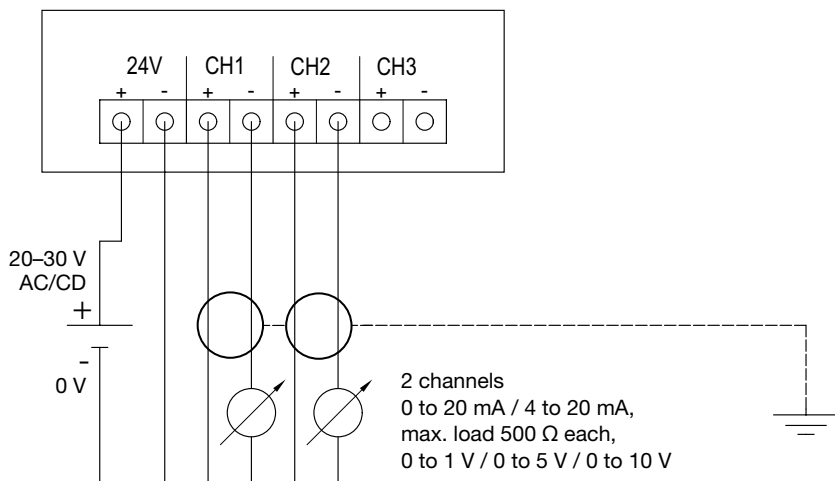 24V CH1 CH2 CH3
+ - + - + - + -
20–30 V
AC/CD
+
-
0 V
2 channels
0 to 20 mA / 4 to 20 mA,
max. load 500 Ω each,
0 to 1 V / 0 to 5 V / 0 to 10 V